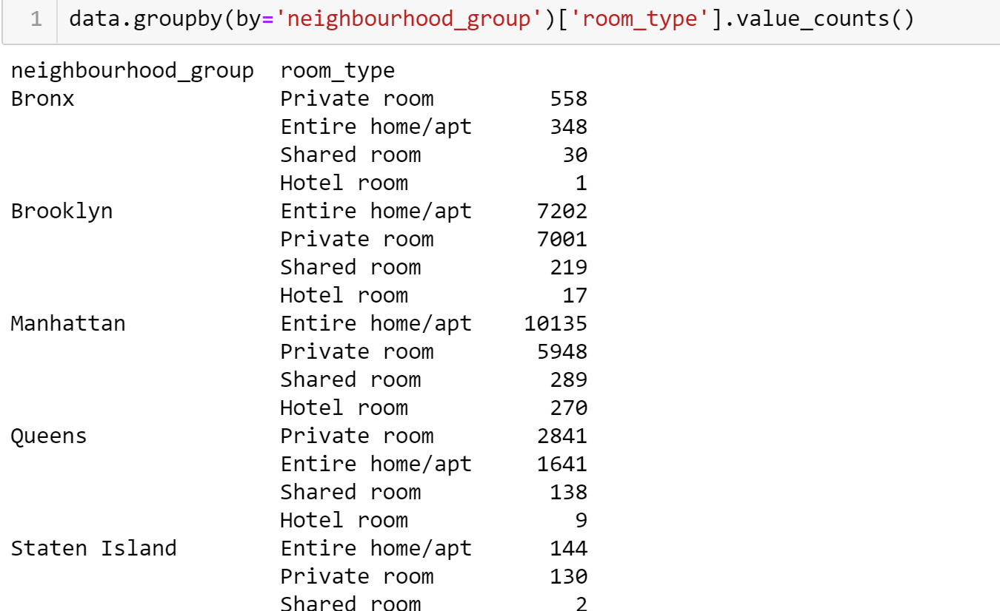 1 data.groupby(by='neighbourhood_group')['room_type'].value_counts()
neighbourhood_group room_type
Bronx Private room 558
Entire home/apt 348
Shared room 30
Hotel room 1
Brooklyn Entire home/apt 7202
Private room 7001
Shared room 219
Hotel room 17
Manhattan Entire home/apt 10135
Private room 5948
Shared room 289
Hotel room 270
Queens Private room 2841
Entire home/apt 1641
Shared room 138
Hotel room 9
Staten Island Entire home/apt 144
Private room 130
Shared room 2